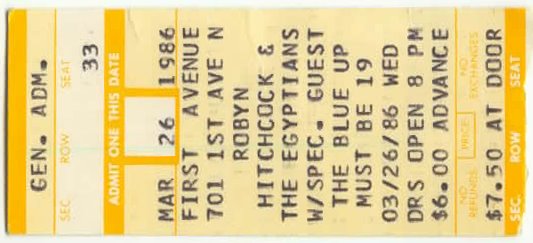 GEN. ADM.
SEC ROW SEAT
33
ADMIT ONE THIS DATE
MAR 26 1986
FIRST AVENUE
701 1ST AVE N
ROBYN
HITCHCOCK &
THE EGYPTIANS
W/SPEC. GUEST
THE BLUE UP
MUST BE 19
03/26/86 WED
DRS OPEN 8 PM
$6.00 ADVANCE
NO REFUNDS PRICE NO EXCHANGES
$7.50 AT DOOR
SEC. ROW SEAT